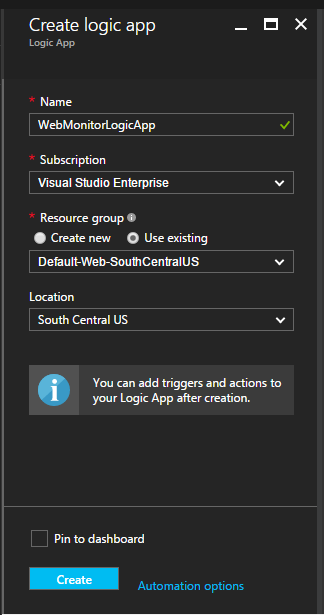 Create logic app
Logic App
* Name
WebMonitorLogicApp
* Subscription
Visual Studio Enterprise
* Resource group
Create new Use existing
Default-Web-SouthCentralUS
Location
South Central US
You can add triggers and actions to
your Logic App after creation.
Pin to dashboard
Create Automation options